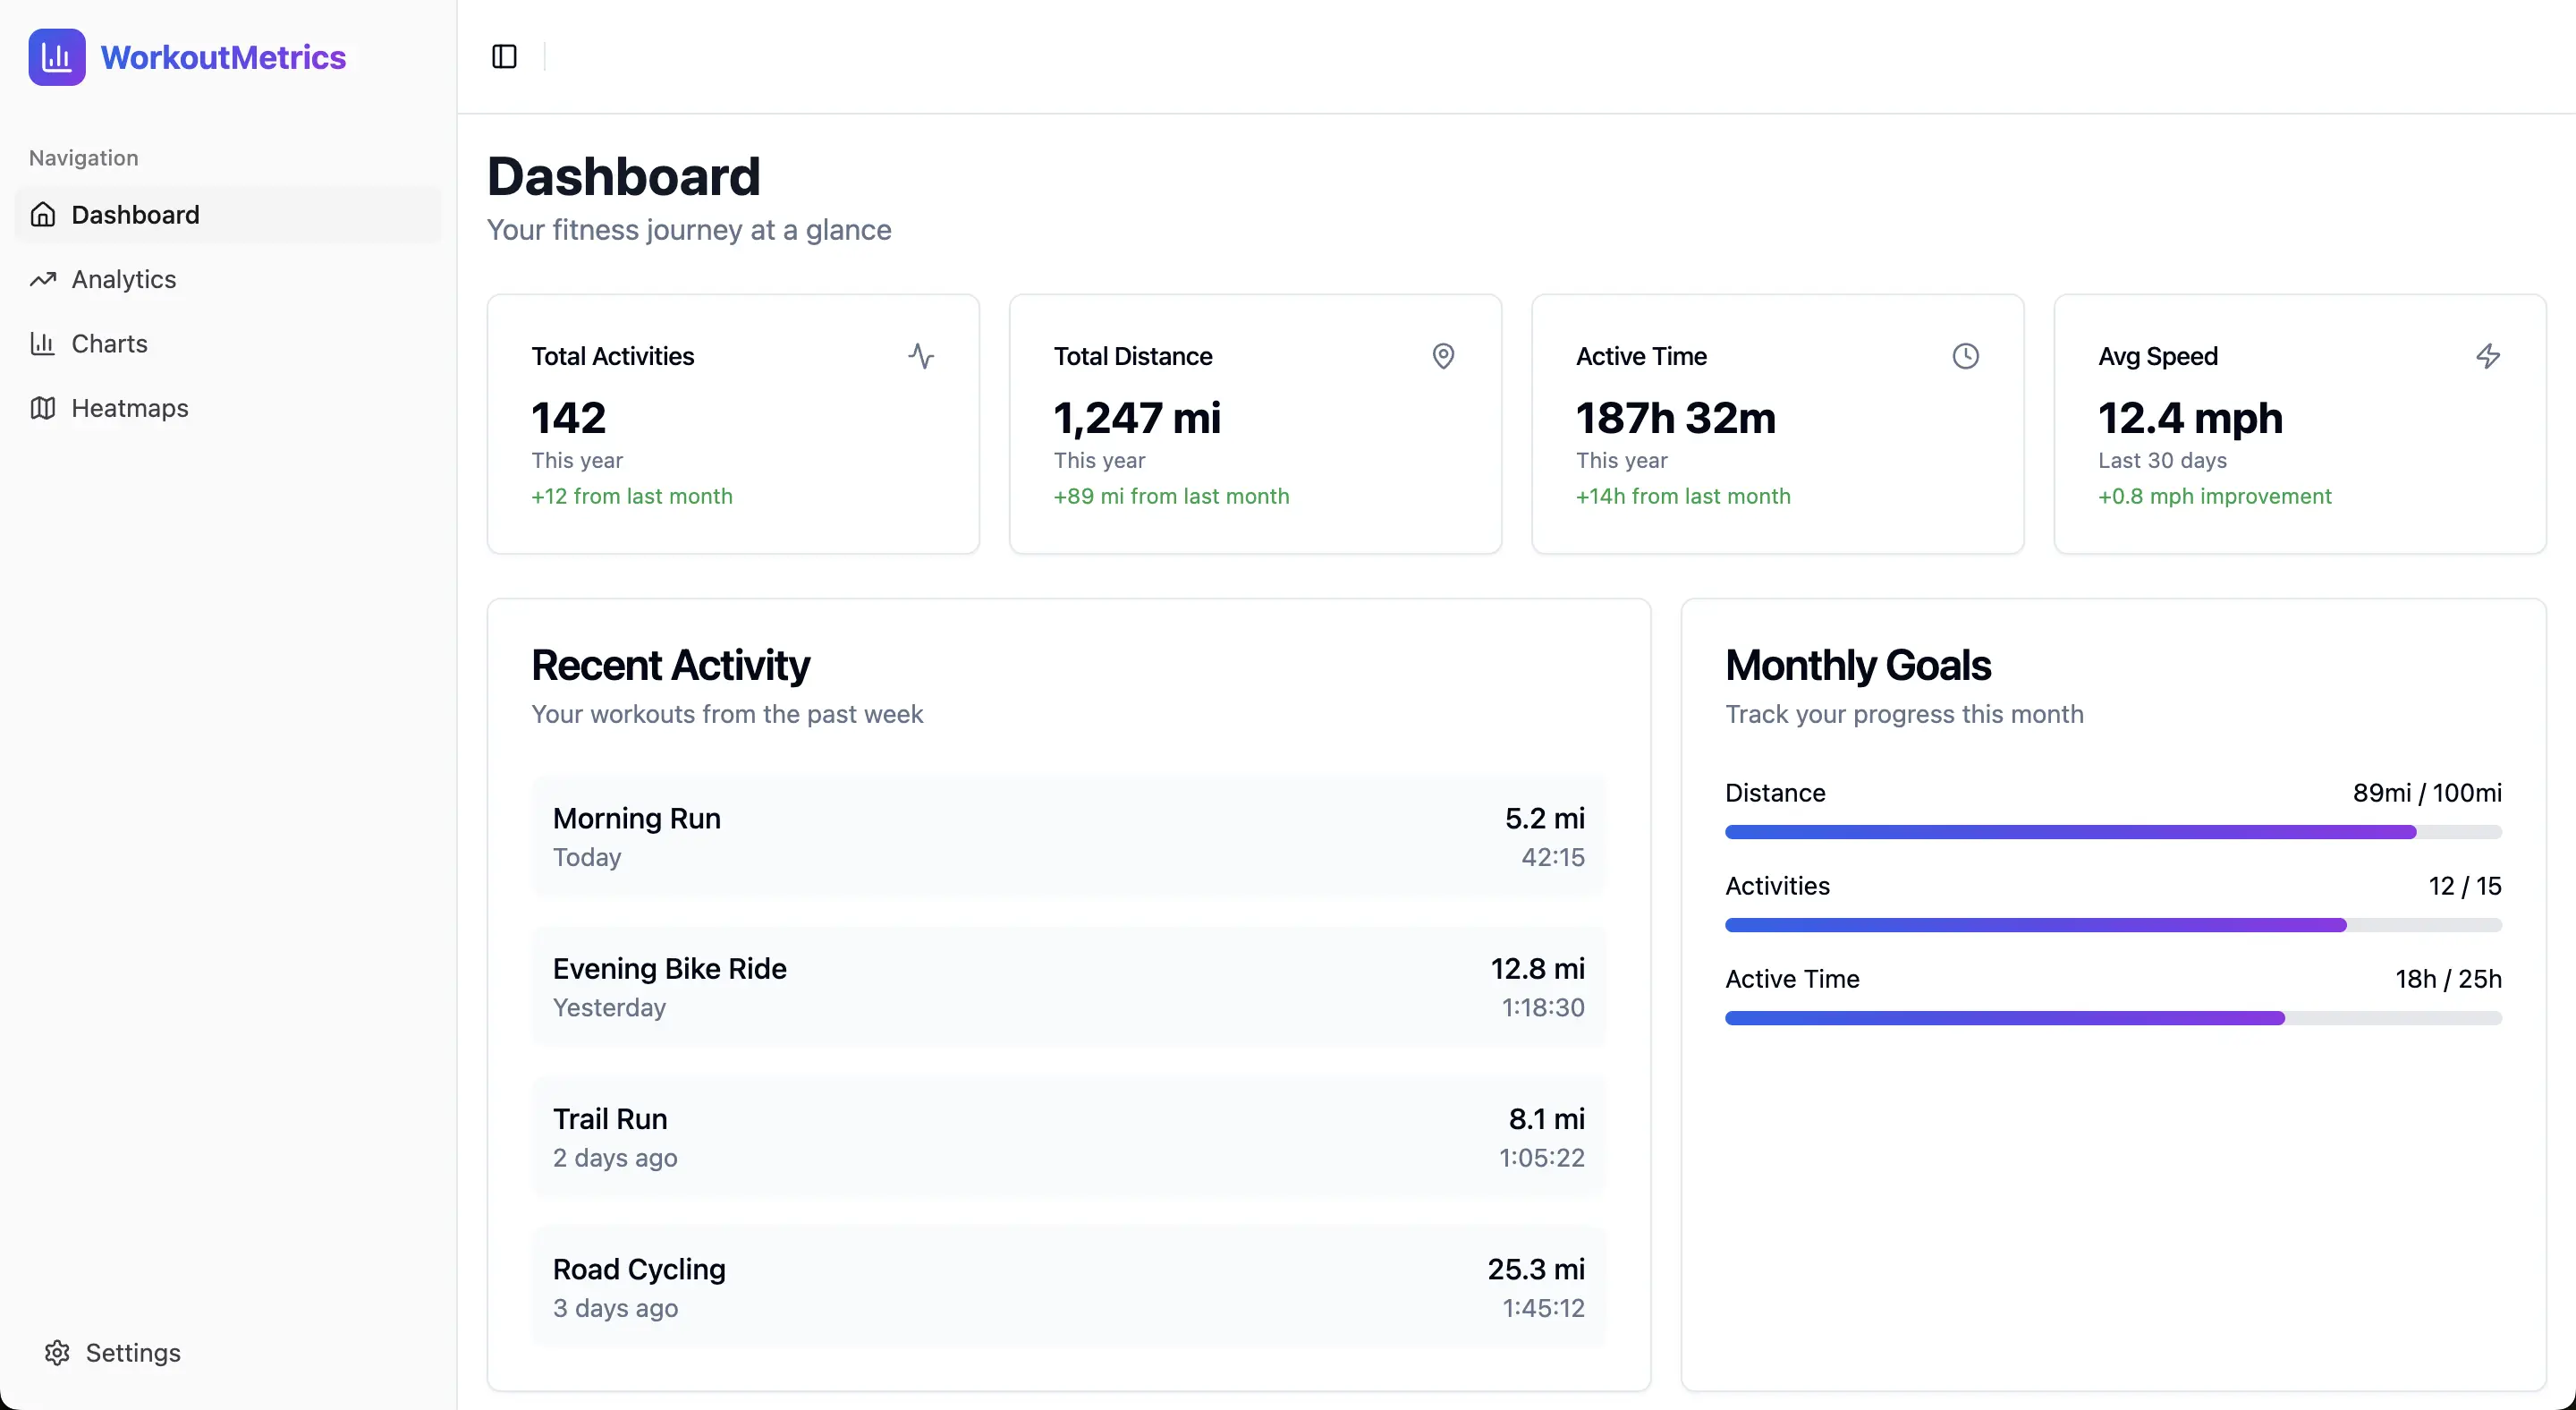 WorkoutMetrics
Navigation
Dashboard
Analytics
Charts
Heatmaps
Settings
Dashboard
Your fitness journey at a glance
Total Activities
142
This year
+12 from last month
Total Distance
1,247 mi
This year
+89 mi from last month
Active Time
187h 32m
This year
+14h from last month
Avg Speed
12.4 mph
Last 30 days
+0.8 mph improvement
Recent Activity
Your workouts from the past week
Morning Run
5.2 mi
Today
42:15
Evening Bike Ride
12.8 mi
Yesterday
1:18:30
Trail Run
8.1 mi
2 days ago
1:05:22
Road Cycling
25.3 mi
3 days ago
1:45:12
Monthly Goals
Track your progress this month
Distance
89mi / 100mi
Activities
12 / 15
Active Time
18h / 25h